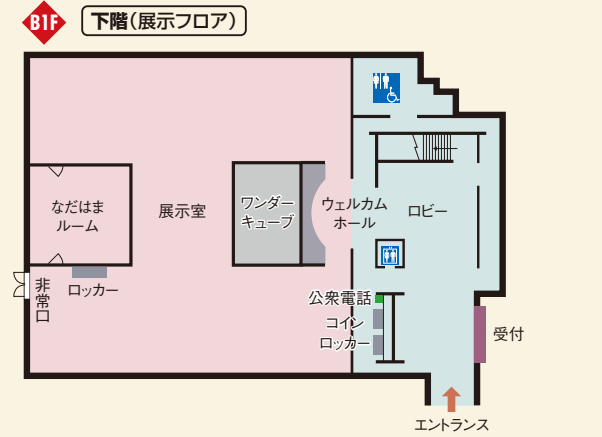 B1F 下階(展示フロア)
なだはま
ルーム
展示室
ワンダー
キューブ
ウェルカム
ホール
ロビー
ロッカー
非常口
公衆電話
コイン
ロッカー
受付
エントランス